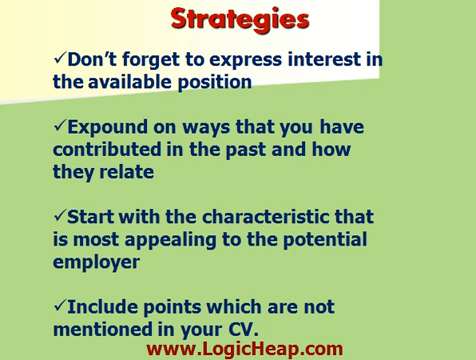 Strategies
✓Don't forget to express interest in
the available position
✓Expound on ways that you have
contributed in the past and how
they relate
✓Start with the characteristic that
is most appealing to the potential
employer
✓Include points which are not
mentioned in your CV.
www.LogicHeap.com